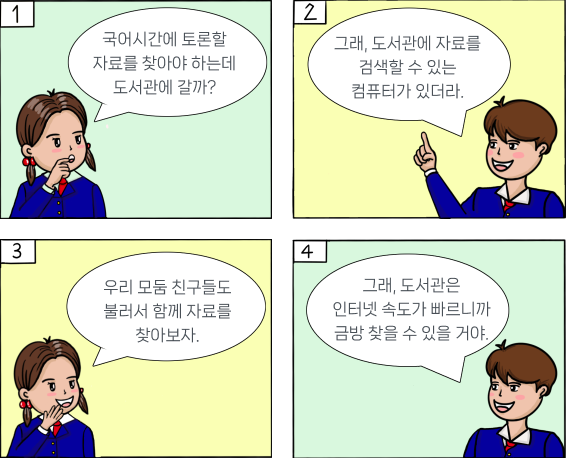 1
국어시간에 토론할
자료를 찾아야 하는데
도서관에 갈까?
2
그래, 도서관에 자료를
검색할 수 있는
컴퓨터가 있더라.
3
우리 모둠 친구들도
불러서 함께 자료를
찾아보자.
4
그래, 도서관은
인터넷 속도가 빠르니까
금방 찾을 수 있을 거야.